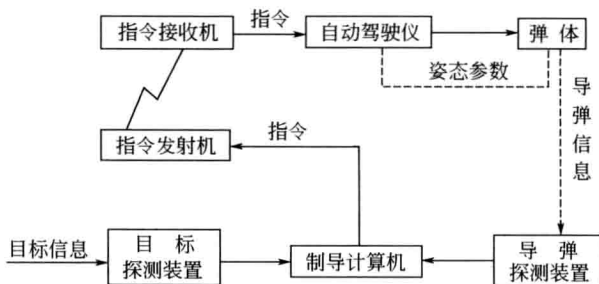 指令接收机
指令
自动驾驶仪
弹 体
姿态参数
导弹信息
指令发射机
指令
目标信息
目 标
探测装置
制导计算机
导 弹
探测装置